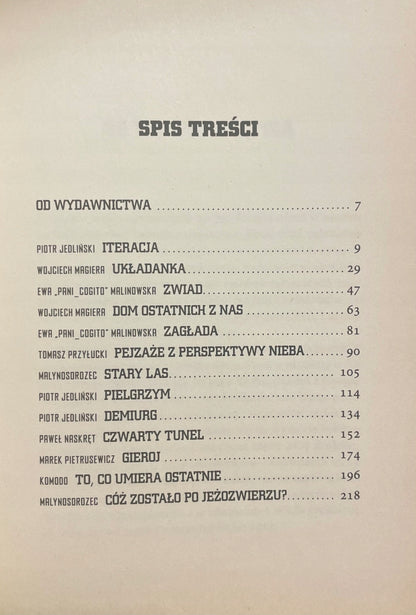 SPIS TREŚCI
OD WYDAWNICTWA ........................................ 7
PIOTR JEDLIŃSKI ITERACJA ........................................ 9
WOJCIECH MAGIERA UKŁADANKA ........................................ 29
EWA „PANI_COGITO” MALINOWSKA ZWIAD ........................................ 47
WOJCIECH MAGIERA DOM OSTATNICH Z NAS ........................................ 63
EWA „PANI_COGITO” MALINOWSKA ZAGŁADA ........................................ 81
TOMASZ PRZYŁUCKI PEJZAŻE Z PERSPEKTYWY NIEBA ........ 90
MALYNOSOROZEC STARY LAS ........................................ 105
PIOTR JEDLIŃSKI PIELGRZYM ........................................ 114
PIOTR JEDLIŃSKI DEMIURG ........................................ 134
PAWEŁ NASKRĘT CZWARTY TUNEL ........................................ 152
MAREK PIETRUSEWICZ GIEROJ ........................................ 174
KOMODO TO, CO UMIERA OSTATNIE ........................................ 196
MALYNOSOROZEC CÓŻ ZOSTAŁO PO JEŻOZWIERZU? ............ 218